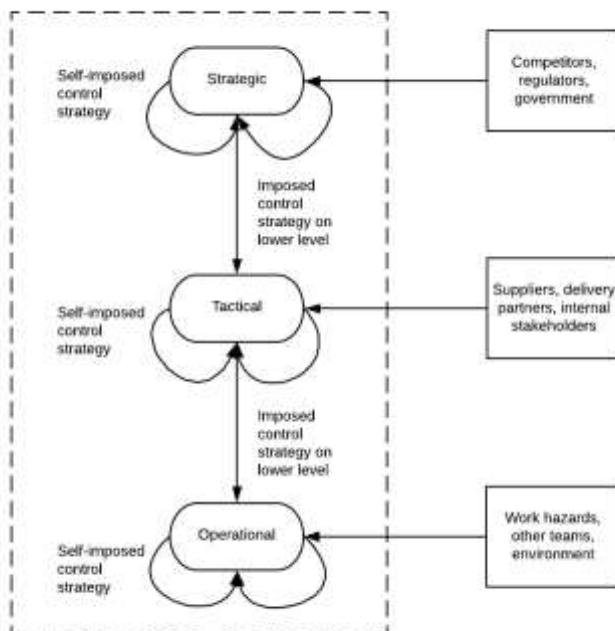 Self-imposed
control
strategy
Strategic
Competitors,
regulators,
government
Imposed
control
strategy on
lower level
Self-imposed
control
strategy
Tactical
Suppliers, delivery
partners, internal
stakeholders
Imposed
control
strategy on
lower level
Self-imposed
control
strategy
Operational
Work hazards,
other teams,
environment